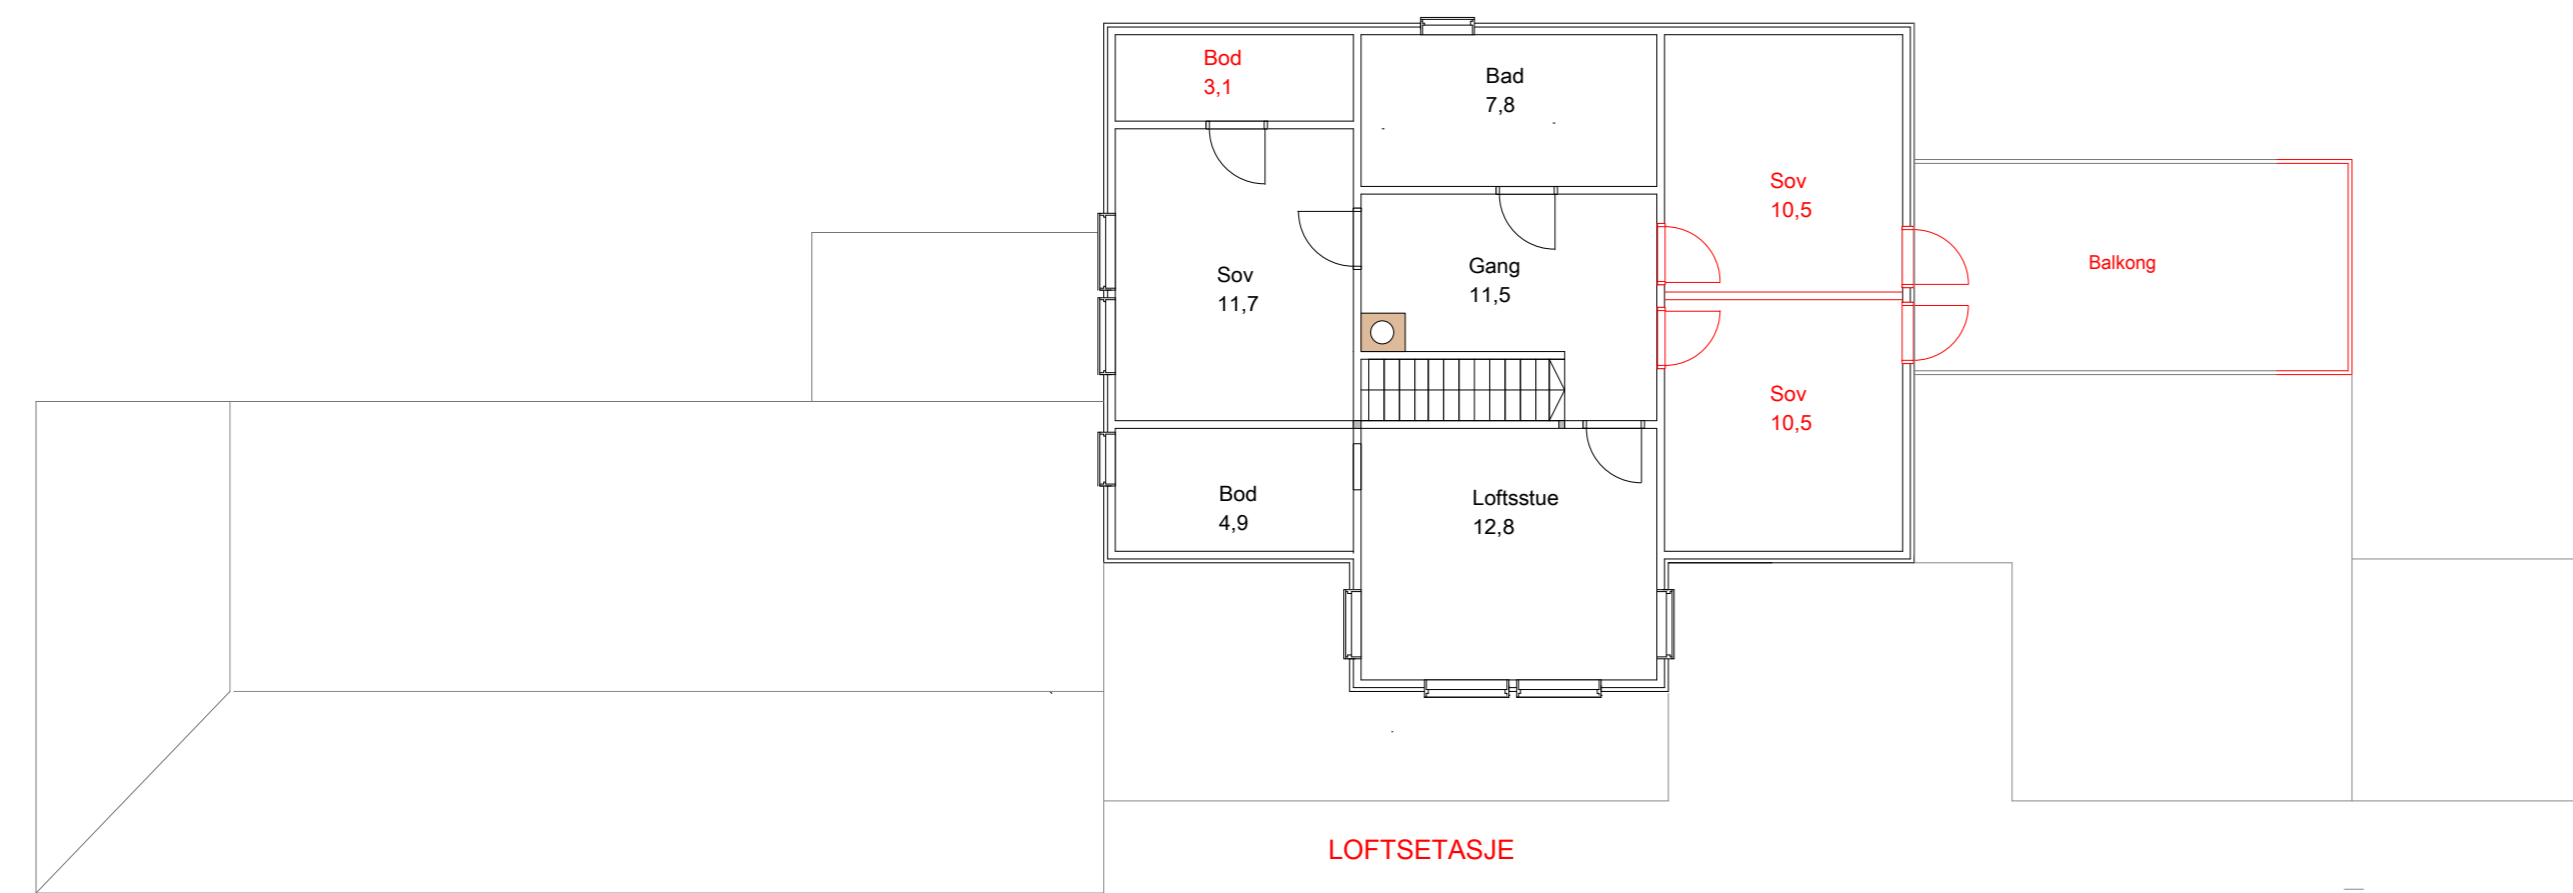 Bod
3,1
Bad
7,8
Sov
10,5
Balkong
Sov
11,7
Gang
11,5
Sov
10,5
Bod
4,9
Loftsstue
12,8
LOFTSETASJE